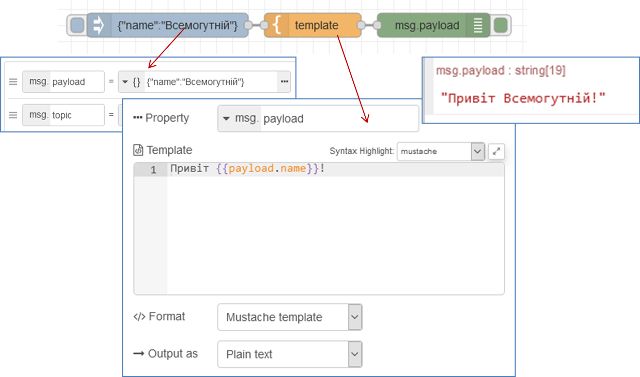 {"name":"Всемогутній"}
template
msg.payload
msg. payload = {} {"name":"Всемогутній"}
msg. topic =
msg.payload : string[19]
"Привіт Всемогутній!"
Property
msg. payload
Template
Syntax Highlight: mustache
1 Привіт {{payload.name}}!
</> Format
Mustache template
Output as
Plain text